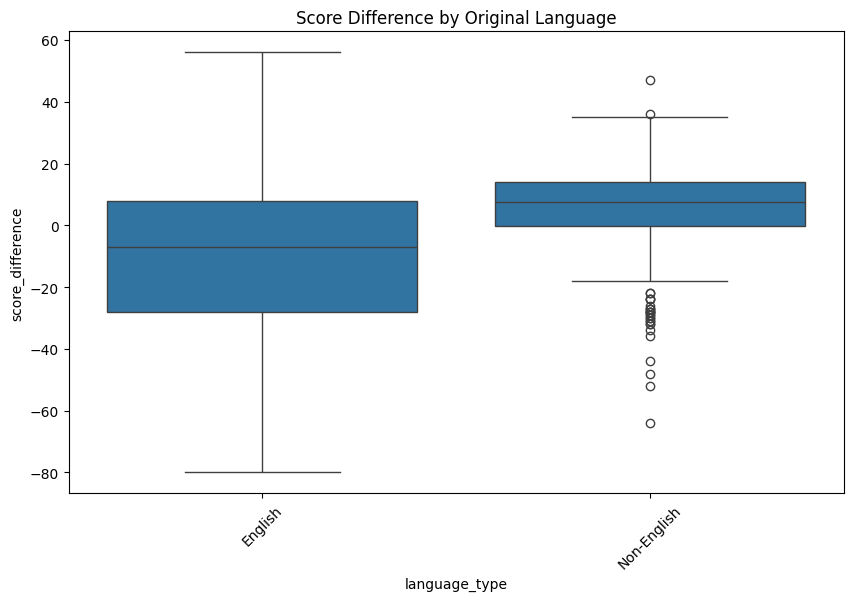 Score Difference by Original Language
60
40
20
0
−20
−40
−60
−80
score_difference
English
Non-English
language_type